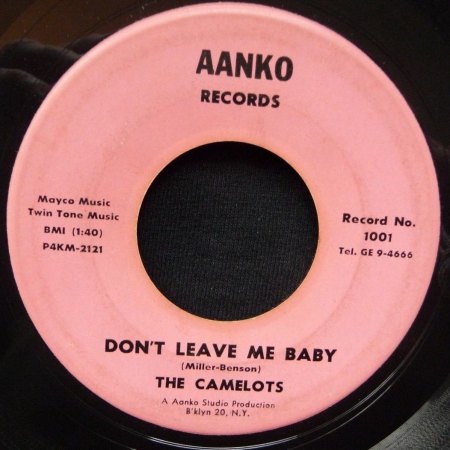 AANKO
RECORDS
Mayco Music
Twin Tone Music
BMI (1:40)
P4KM-2121
Record No.
1001
Tel. GE 9-4666
DON'T LEAVE ME BABY
(Miller-Benson)
THE CAMELOTS
A Aanko Studio Production
B'klyn 20, N.Y.